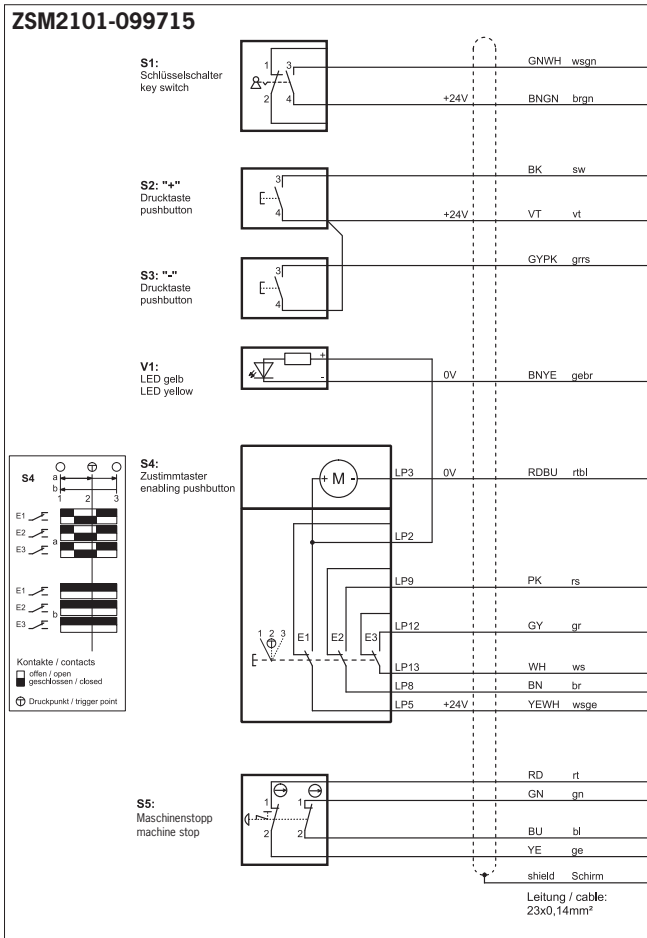 ZSM2101-099715
S1:
Schlüsselschalter
key switch
1 3
2 4
GNWH wsgn
+24V BNGN brgn
S2: "+"
Drucktaste
pushbutton
3
4
BK sw
+24V VT vt
S3: "-"
Drucktaste
pushbutton
3
4
GYPK grrs
V1:
LED gelb
LED yellow
+
-
0V BNYE gebr
S4:
Zustimmtaster
enabling pushbutton
+ M -
LP3 0V RDBU rtbl
LP2
LP9 PK rs
LP12 GY gr
1 2 3
E1 E2 E3
LP13 WH ws
LP8 BN br
LP5 +24V YEWH wsge
S4
a
b
1 2 3
E1
E2
a
E3
E1
E2
b
E3
Kontakte / contacts
offen / open
geschlossen / closed
Druckpunkt / trigger point
S5:
Maschinenstopp
machine stop
1 1
2 2
RD rt
GN gn
BU bl
YE ge
shield Schirm
Leitung / cable:
23x0,14mm²